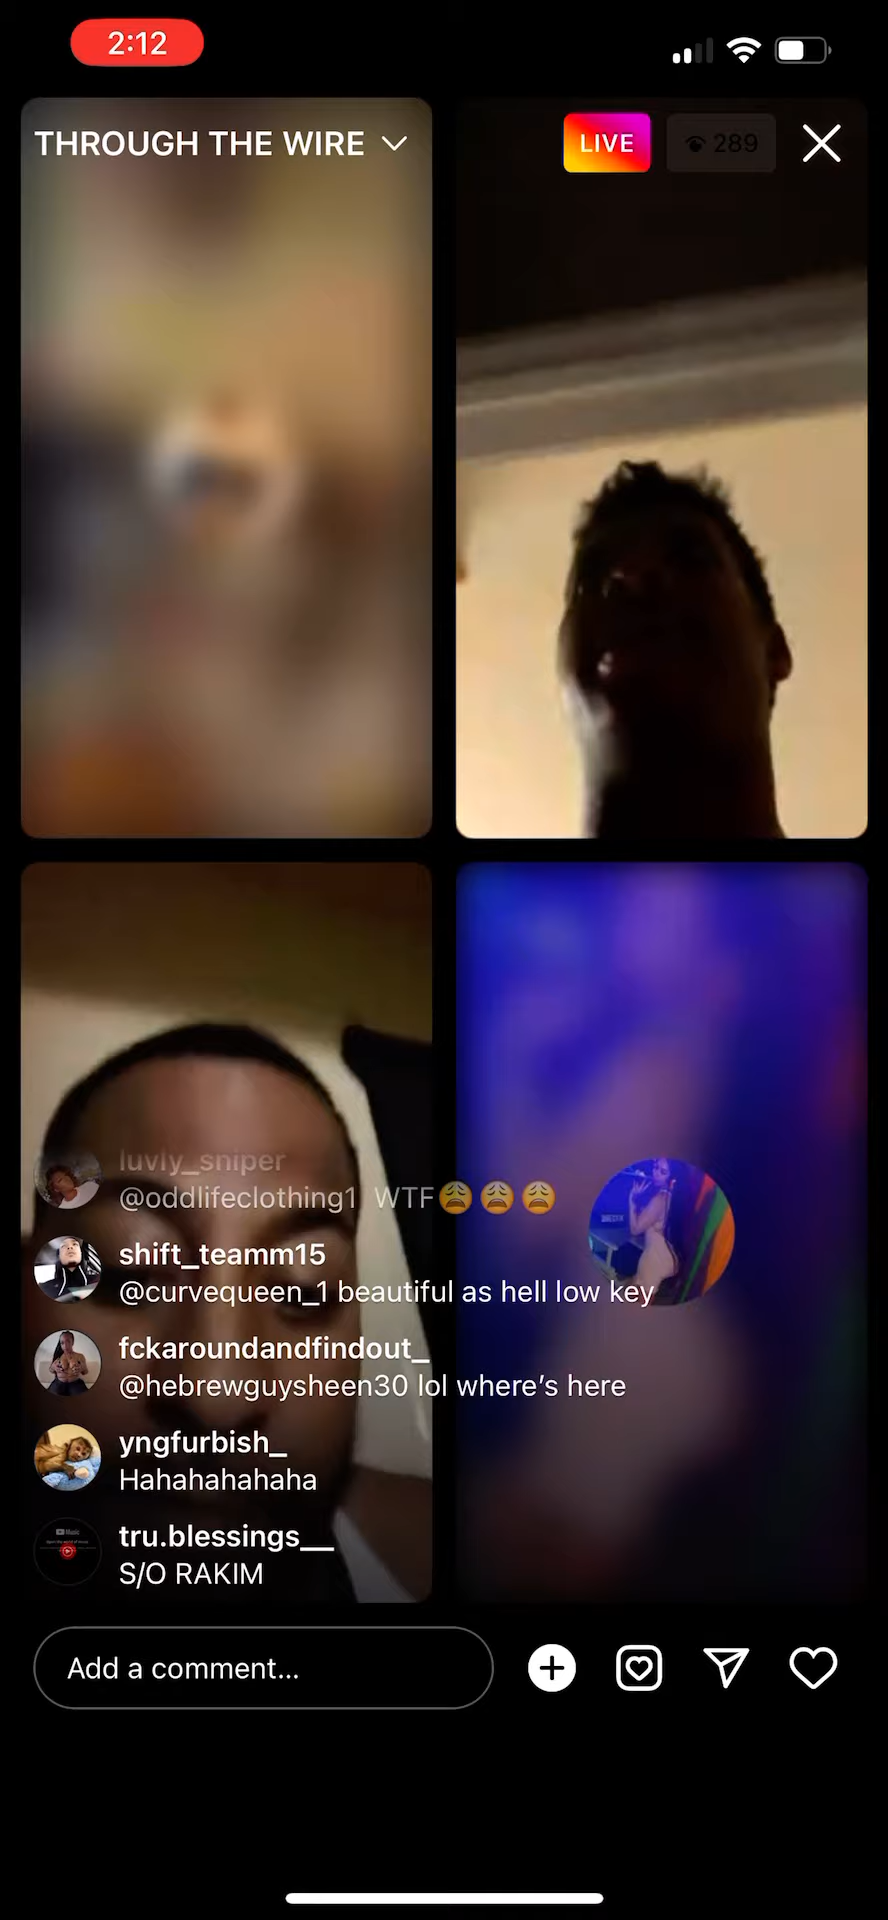 2:12
THROUGH THE WIRE
LIVE
289
luvly_sniper
@oddlifeclothing1 WTF😩😩😩
shift_teamm15
@curvequeen_1 beautiful as hell low key
fckaroundandfindout_
@hebrewguysheen30 lol where’s here
yngfurbish_
Hahahahahaha
tru.blessings__
S/O RAKIM
Add a comment...